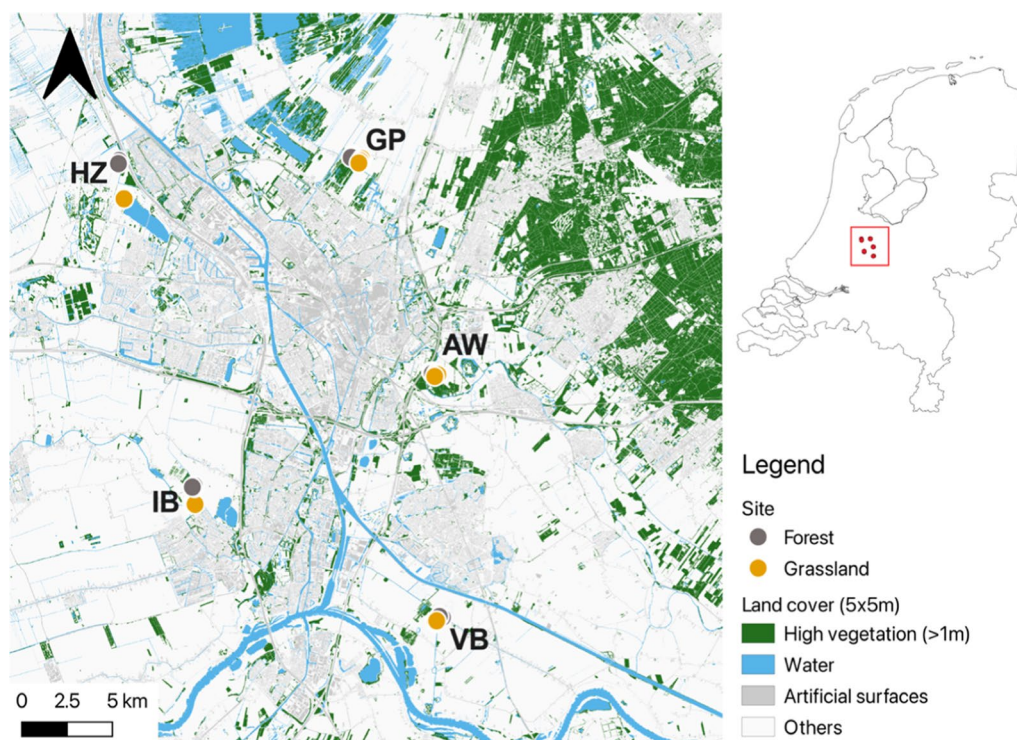 GP
HZ
AW
IB
VB
0 2.5 5 km
Legend
Site
Forest
Grassland
Land cover (5x5m)
High vegetation (>1m)
Water
Artificial surfaces
Others